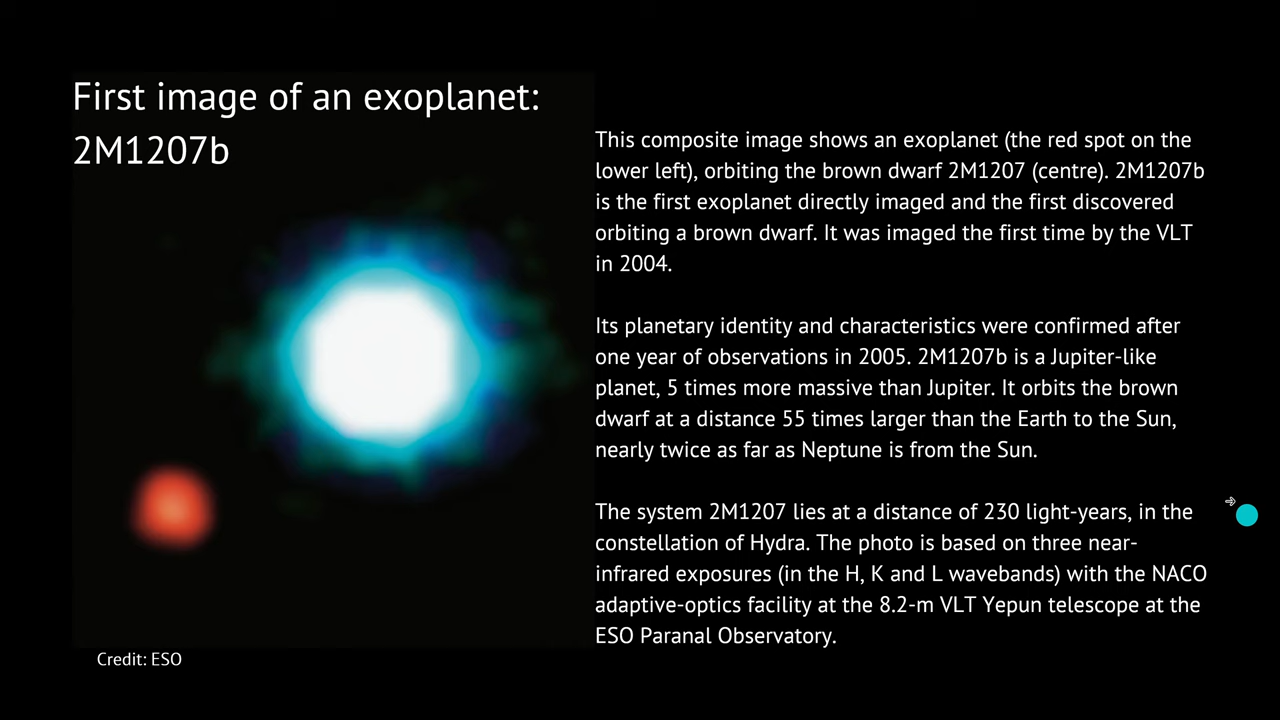 First image of an exoplanet:
2M1207b
This composite image shows an exoplanet (the red spot on the
lower left), orbiting the brown dwarf 2M1207 (centre). 2M1207b
is the first exoplanet directly imaged and the first discovered
orbiting a brown dwarf. It was imaged the first time by the VLT
in 2004.
Its planetary identity and characteristics were confirmed after
one year of observations in 2005. 2M1207b is a Jupiter-like
planet, 5 times more massive than Jupiter. It orbits the brown
dwarf at a distance 55 times larger than the Earth to the Sun,
nearly twice as far as Neptune is from the Sun.
The system 2M1207 lies at a distance of 230 light-years, in the
constellation of Hydra. The photo is based on three near-
infrared exposures (in the H, K and L wavebands) with the NACO
adaptive-optics facility at the 8.2-m VLT Yepun telescope at the
ESO Paranal Observatory.
Credit: ESO